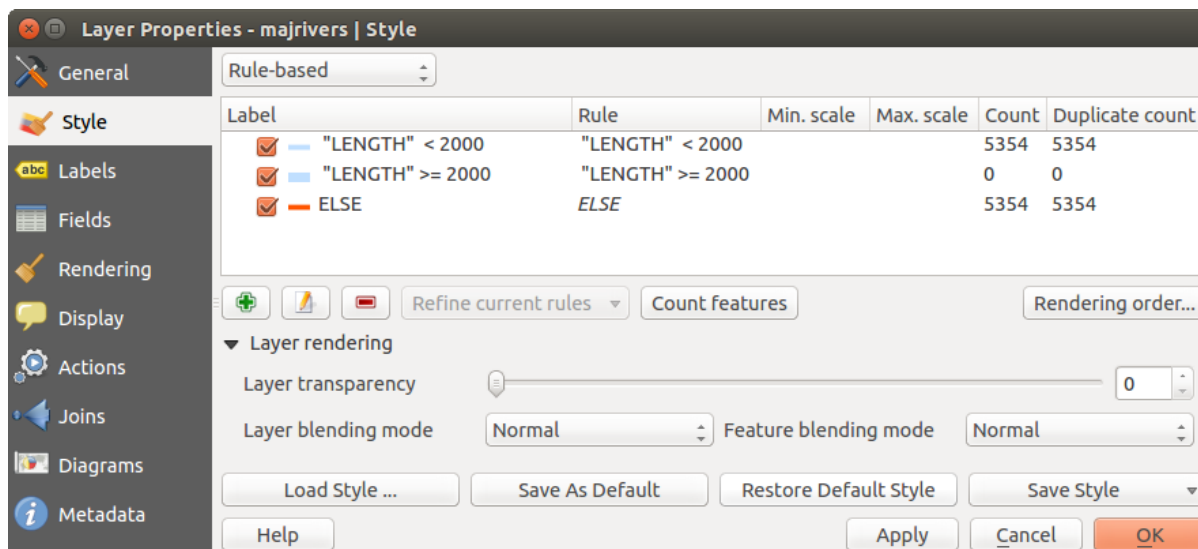 Layer Properties - majrivers | Style
General
Style
abc Labels
Fields
Rendering
Display
Actions
Joins
Diagrams
i Metadata
Rule-based
Label Rule Min. scale Max. scale Count Duplicate count
"LENGTH" < 2000 "LENGTH" < 2000 5354 5354
"LENGTH" >= 2000 "LENGTH" >= 2000 0 0
ELSE ELSE 5354 5354
Refine current rules Count features Rendering order...
Layer rendering
Layer transparency 0
Layer blending mode Normal Feature blending mode Normal
Load Style ... Save As Default Restore Default Style Save Style
Help Apply Cancel OK